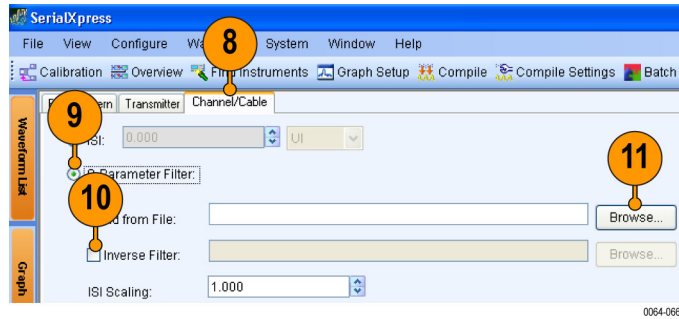 SerialXpress
File View Configure System Window Help
8
Calibration Overview Instruments Graph Setup Compile Compile Settings Batch
Transmitter Channel/Cable
9
Waveform List
ISI: 0.000 UI
11
Parameter Filter:
10
from File: Browse...
Inverse Filter: Browse...
Graph
ISI Scaling: 1.000
0064-066